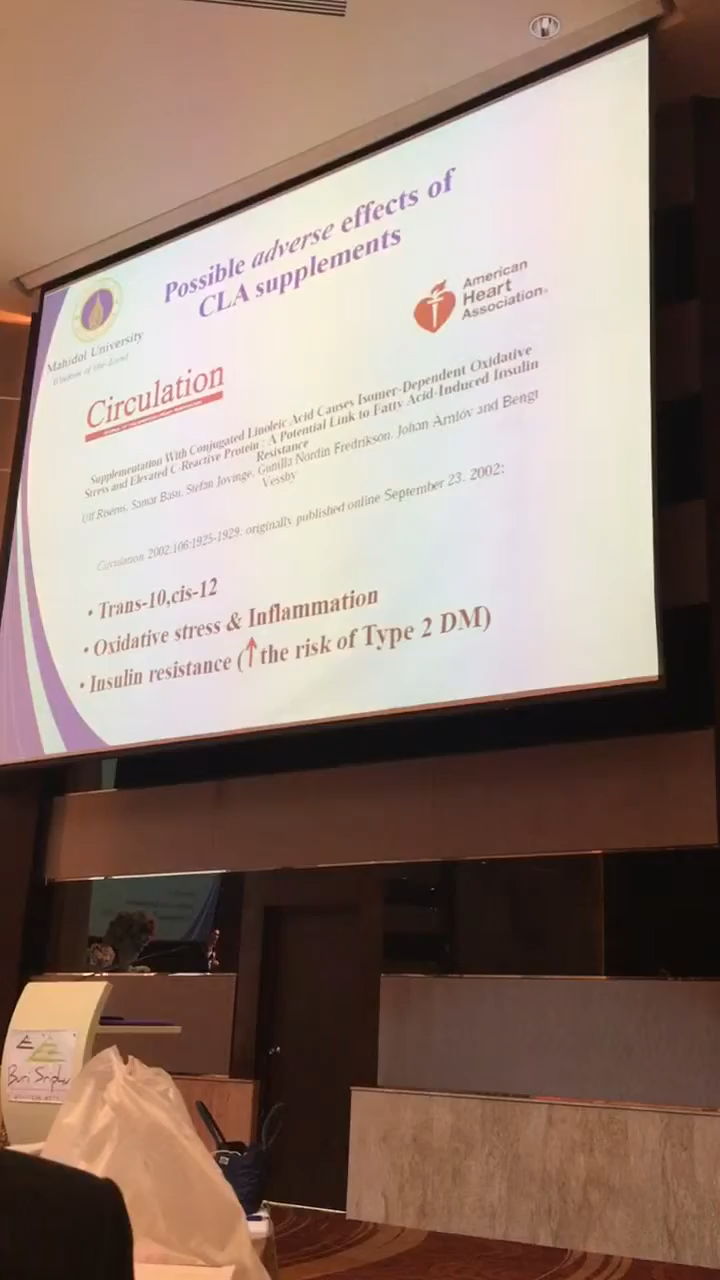 Possible adverse effects of
CLA supplements
Mahidol University
Wisdom of the Land
American
Heart
Association®
Circulation
Supplementation With Conjugated Linoleic Acid Causes Isomer-Dependent Oxidative
Stress and Elevated C-Reactive Protein : A Potential Link to Fatty Acid-Induced Insulin
Resistance
Ulf Risérus, Samar Basu, Stefan Jovinge, Gunilla Nordin Fredrikson, Johan Ärnlöv and Bengt
Vessby
Circulation 2002;106:1925-1929; originally published online September 23, 2002;
• Trans-10,cis-12
• Oxidative stress & Inflammation
• Insulin resistance (↑the risk of Type 2 DM)
Buri